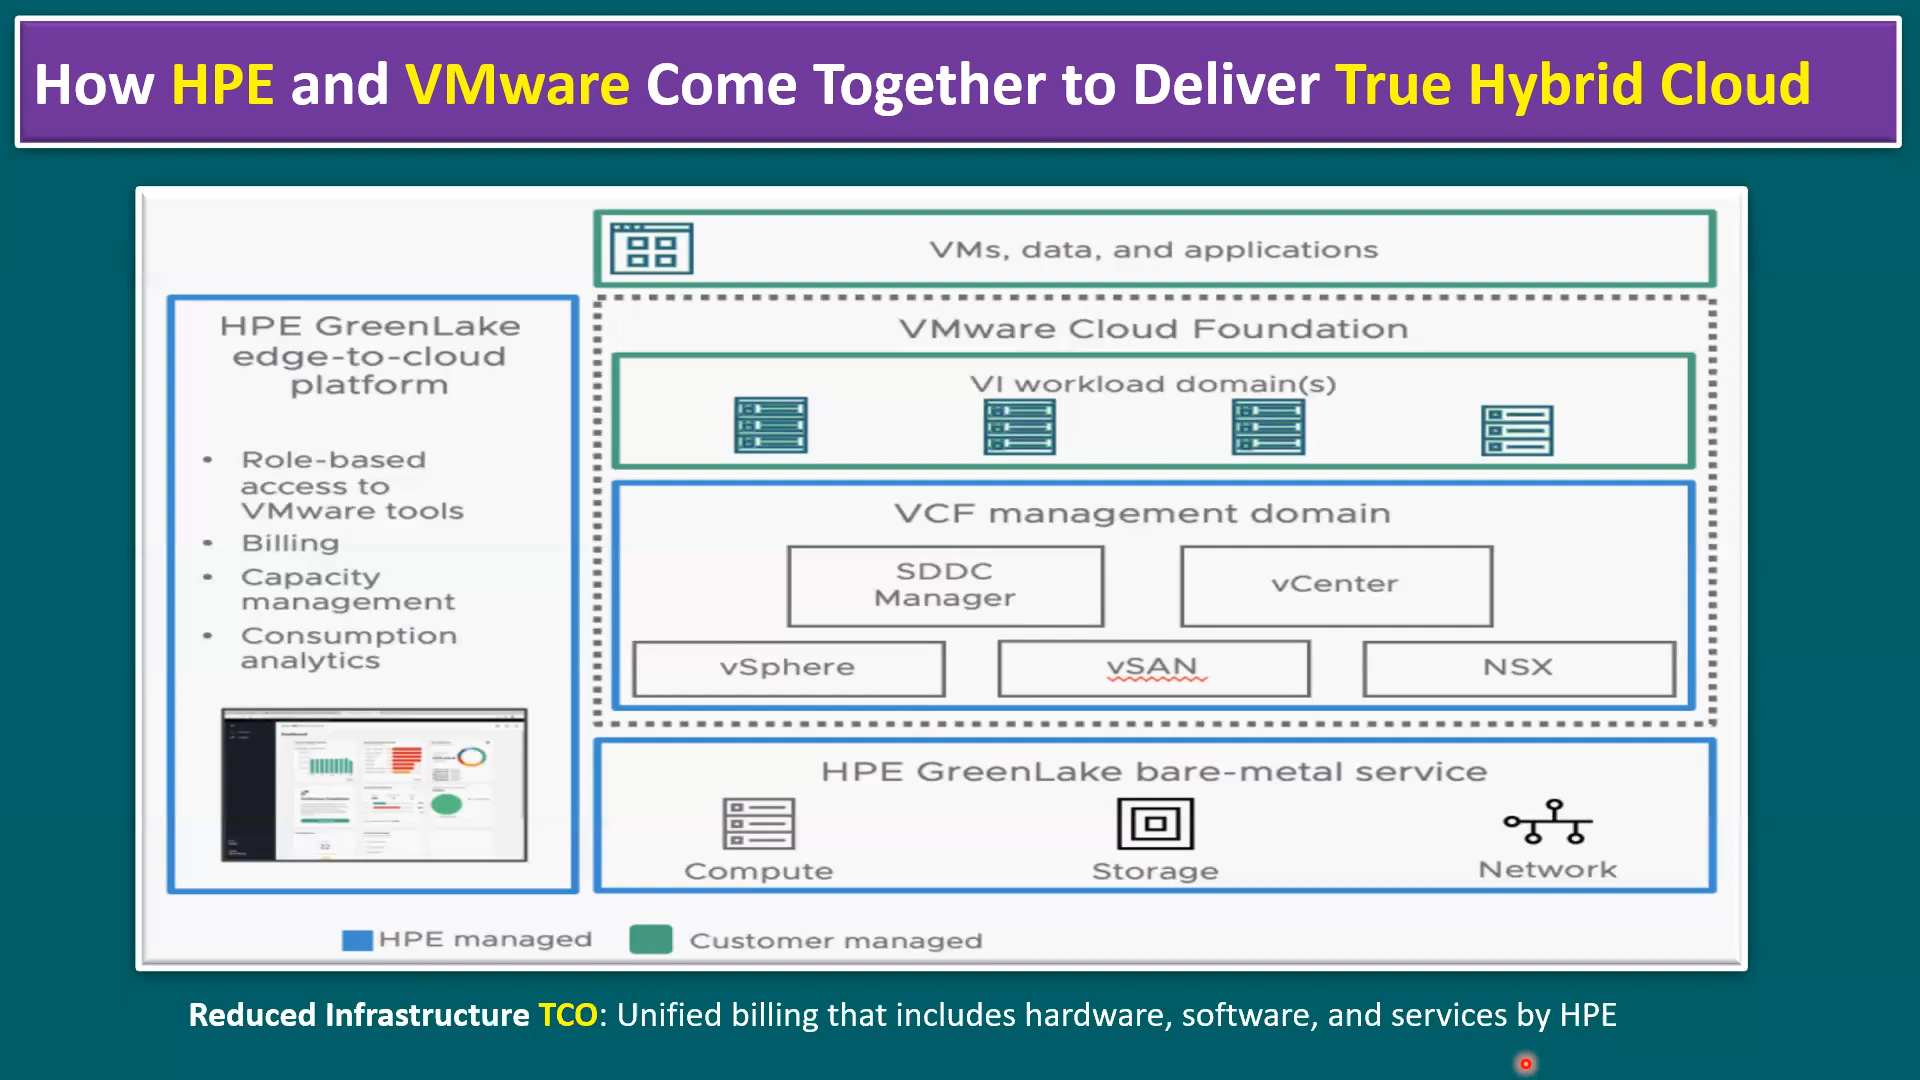 How HPE and VMware Come Together to Deliver True Hybrid Cloud
VMs, data, and applications
HPE GreenLake
edge-to-cloud
platform
• Role-based
access to
VMware tools
• Billing
• Capacity
management
• Consumption
analytics
VMware Cloud Foundation
VI workload domain(s)
VCF management domain
SDDC
Manager
vCenter
vSphere
vSAN
NSX
HPE GreenLake bare-metal service
Compute
Storage
Network
HPE managed
Customer managed
Reduced Infrastructure TCO: Unified billing that includes hardware, software, and services by HPE